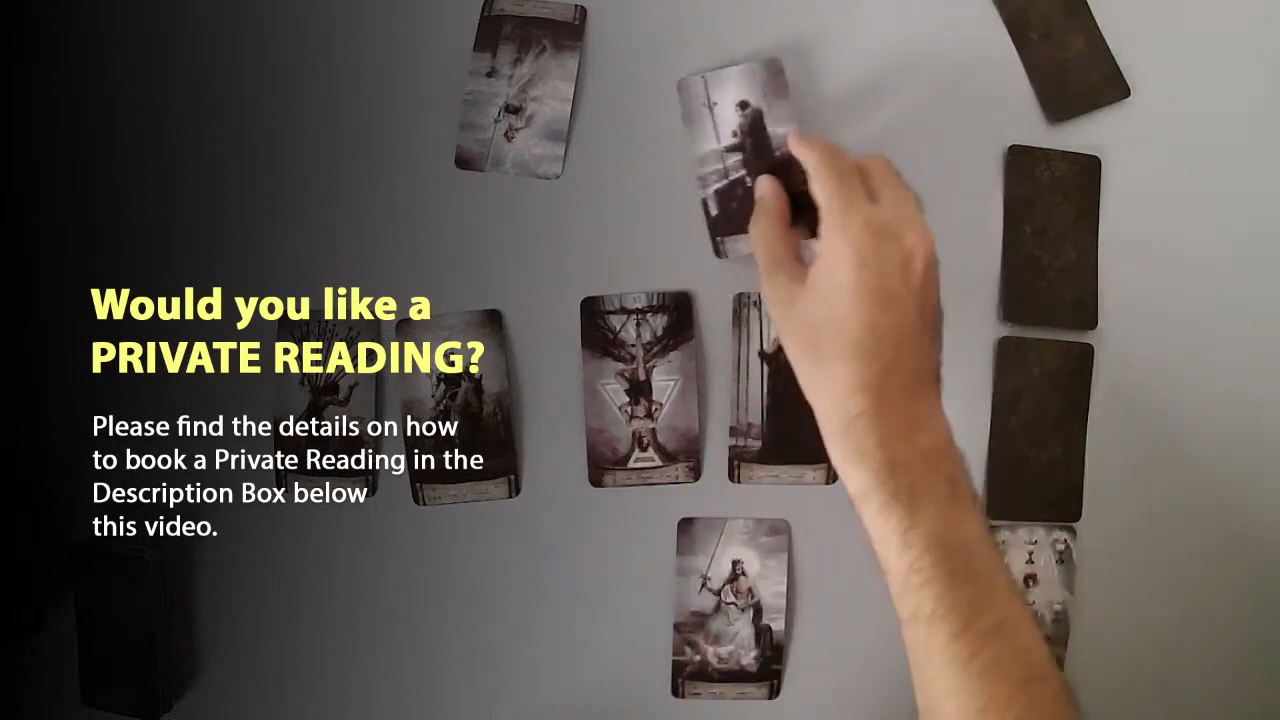 Would you like a
PRIVATE READING?
Please find the details on how
to book a Private Reading in the
Description Box below
this video.